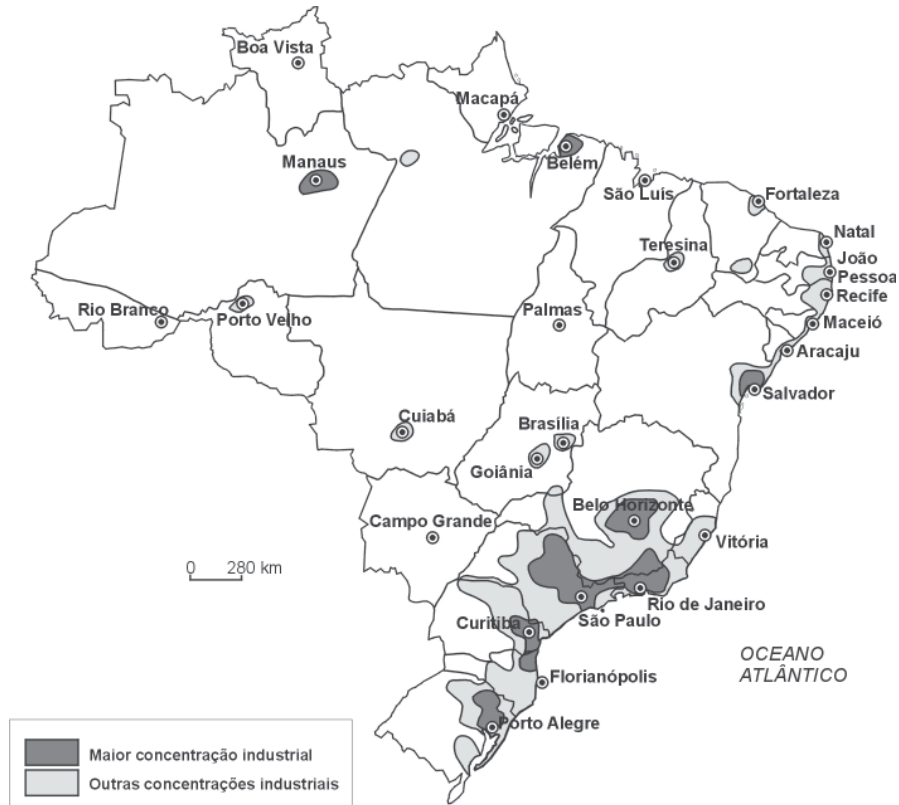 Boa Vista
Macapá
Manaus
Belém
São Luís
Fortaleza
Teresina
Natal
João
Pessoa
Recife
Rio Branco
Porto Velho
Palmas
Maceió
Aracaju
Salvador
Cuiabá
Brasília
Goiânia
Belo Horizonte
Campo Grande
Vitória
0 280 km
Rio de Janeiro
São Paulo
Curitiba
OCEANO
ATLÂNTICO
Florianópolis
Porto Alegre
Maior concentração industrial
Outras concentrações industriais